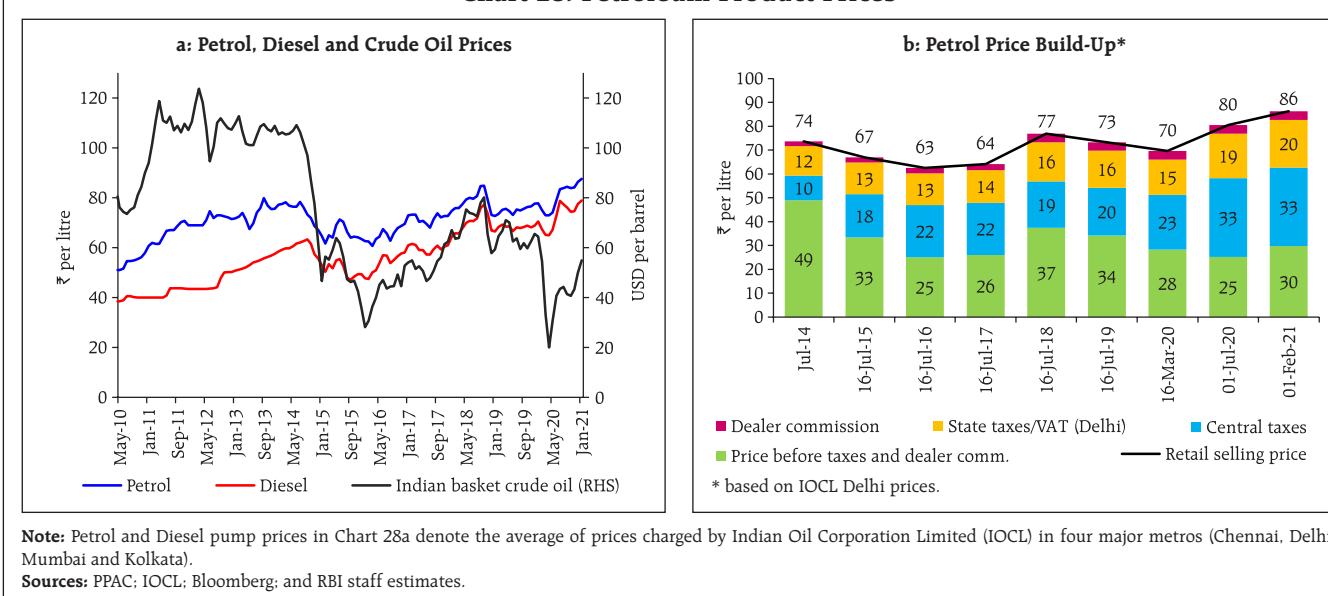 a: Petrol, Diesel and Crude Oil Prices
₹ per litre
120
100
80
60
40
20
0
USD per barrel
120
100
80
60
40
20
0
May-10
Jan-11
Sep-11
May-12
Jan-13
Sep-13
May-14
Jan-15
Sep-15
May-16
Jan-17
Sep-17
May-18
Jan-19
Sep-19
May-20
Jan-21
Petrol
Diesel
Indian basket crude oil (RHS)
b: Petrol Price Build-Up*
₹ per litre
100
90
80
70
60
50
40
30
20
10
0
74
67
63
64
77
73
70
80
86
12
13
13
14
16
16
15
19
20
10
18
22
22
19
20
23
33
33
49
33
25
26
37
34
28
25
30
Jul-14
16-Jul-15
16-Jul-16
16-Jul-17
16-Jul-18
16-Jul-19
16-Mar-20
01-Jul-20
01-Feb-21
Dealer commission
State taxes/VAT (Delhi)
Central taxes
Price before taxes and dealer comm.
Retail selling price
* based on IOCL Delhi prices.
Note: Petrol and Diesel pump prices in Chart 28a denote the average of prices charged by Indian Oil Corporation Limited (IOCL) in four major metros (Chennai, Delhi
Mumbai and Kolkata).
Sources: PPAC; IOCL; Bloomberg; and RBI staff estimates.